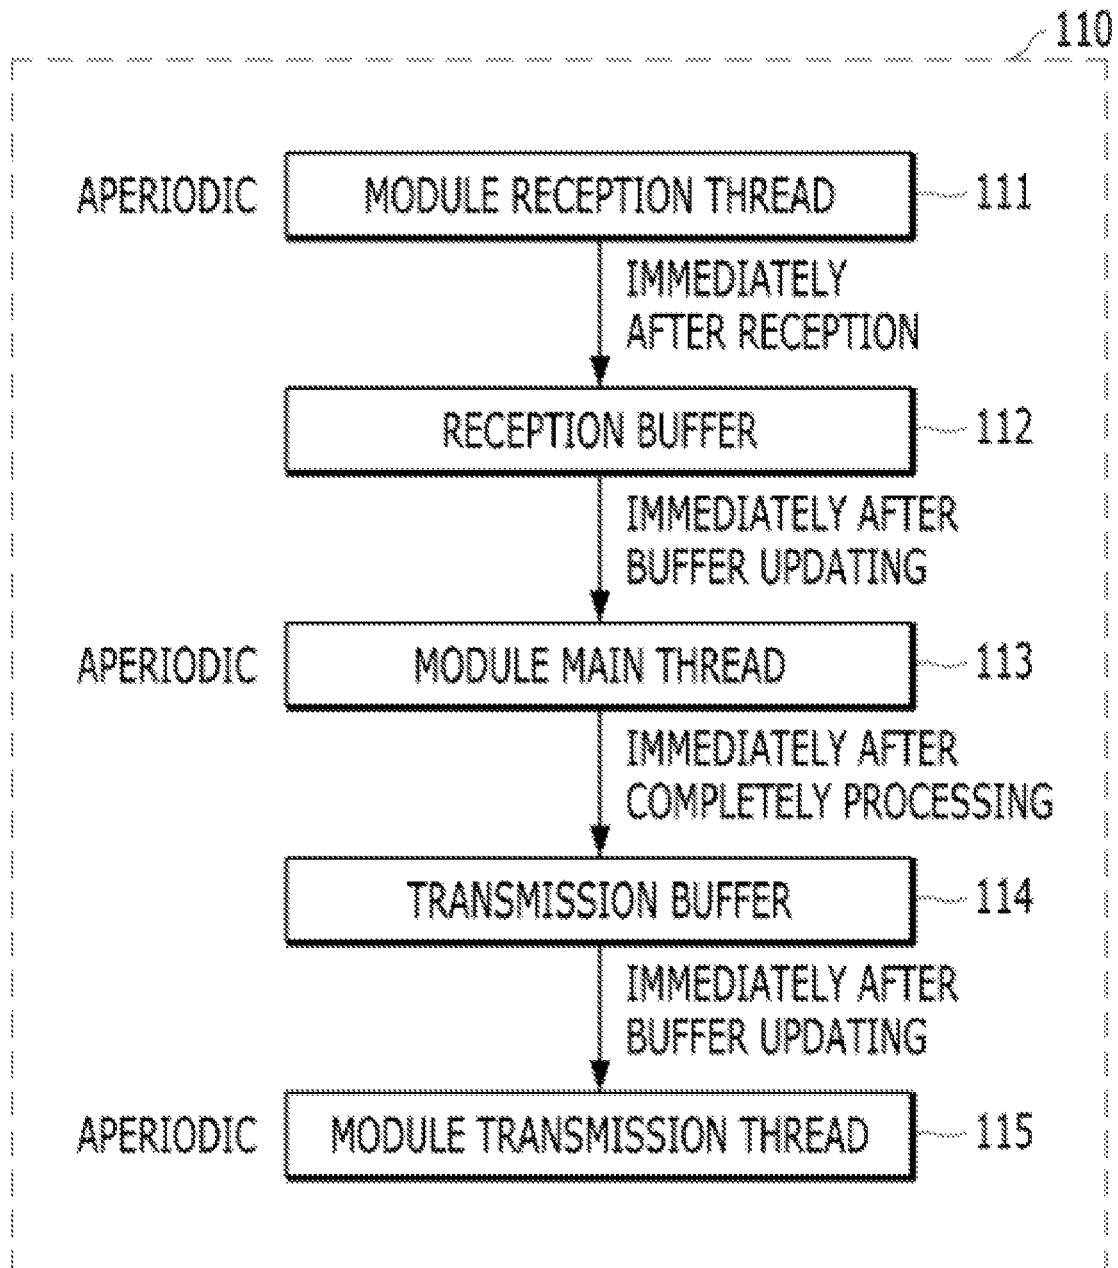 110
APERIODIC
MODULE RECEPTION THREAD
111
IMMEDIATELY
AFTER RECEPTION
RECEPTION BUFFER
112
IMMEDIATELY AFTER
BUFFER UPDATING
APERIODIC
MODULE MAIN THREAD
113
IMMEDIATELY AFTER
COMPLETELY PROCESSING
TRANSMISSION BUFFER
114
IMMEDIATELY AFTER
BUFFER UPDATING
APERIODIC
MODULE TRANSMISSION THREAD
115